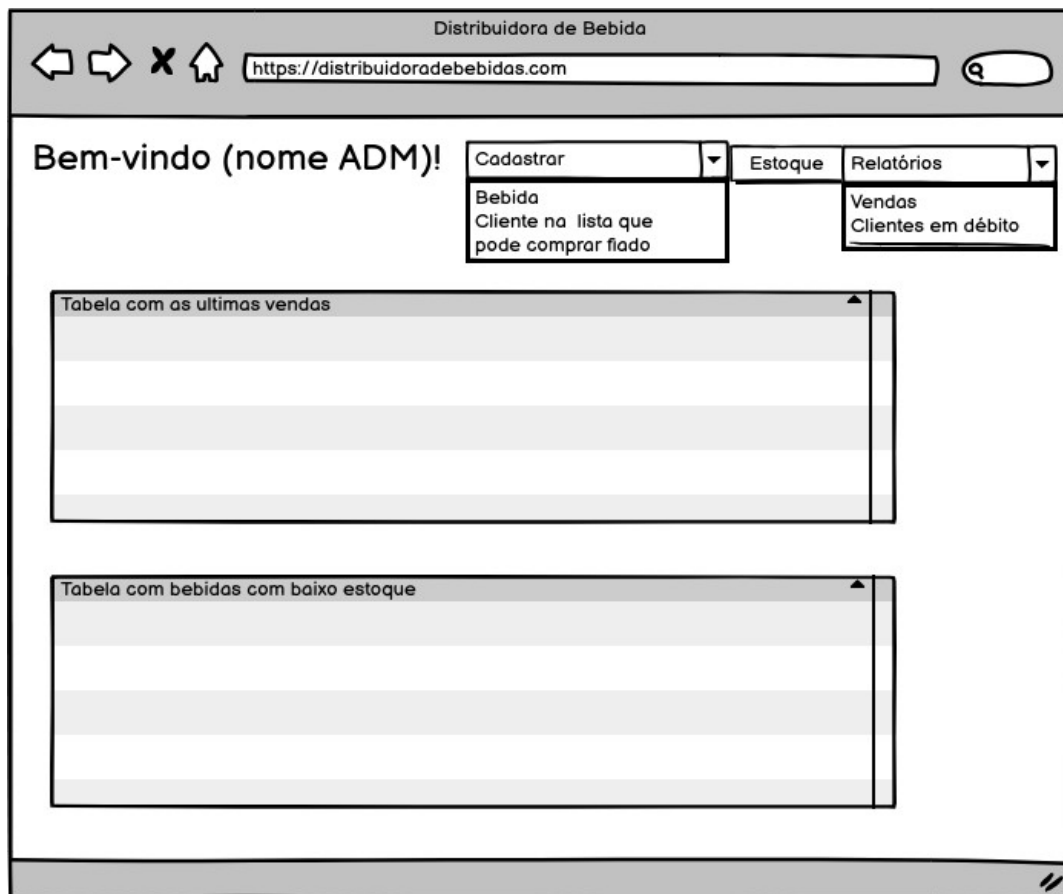 Distribuidora de Bebida
https://distribuidoradebebidas.com
Bem-vindo (nome ADM)!
Cadastrar
Estoque
Relatórios
Bebida
Cliente na lista que
pode comprar fiado
Vendas
Clientes em débito
Tabela com as ultimas vendas
Tabela com bebidas com baixo estoque